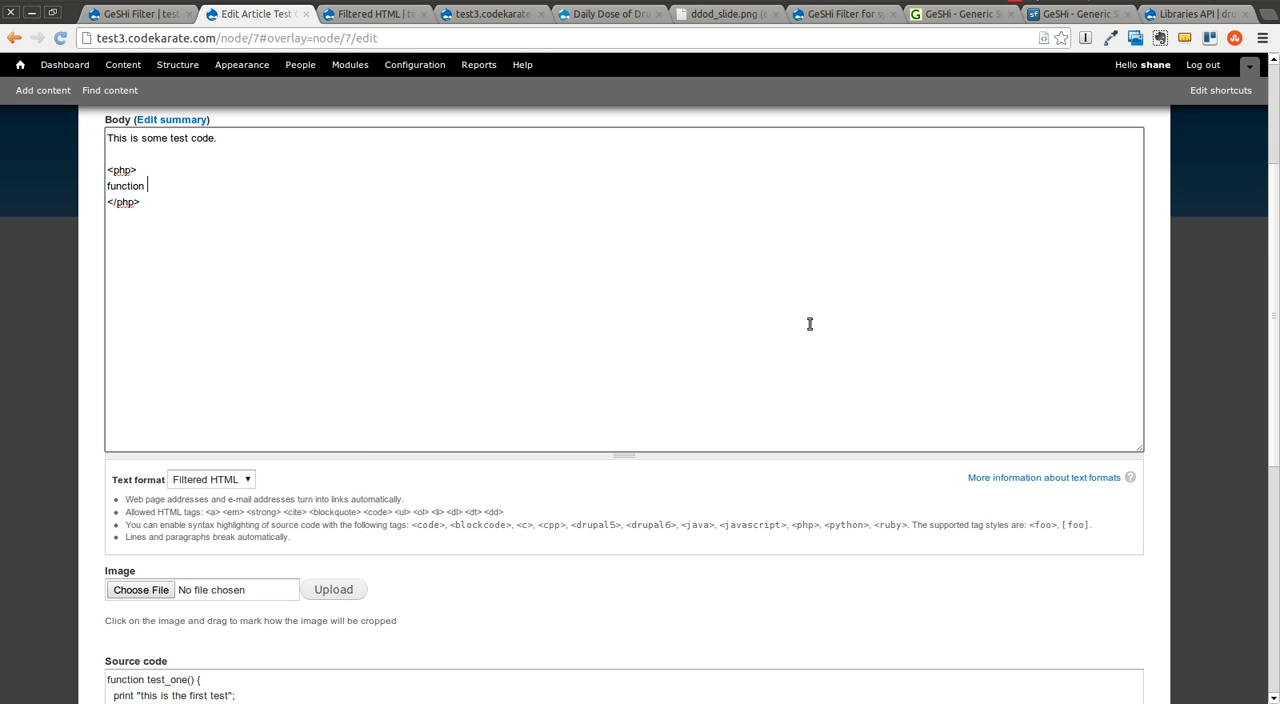 GeSHi Filter | test
Edit Article Test
Filtered HTML | te
test3.codekarate
Daily Dose of Dru
ddod_slide.png (
GeSHi Filter for sy
GeSHi - Generic S
GeSHi - Generic S
Libraries API | dru
test3.codekarate.com/node/7#overlay=node/7/edit
Dashboard Content Structure Appearance People Modules Configuration Reports Help Hello shane Log out
Add content Find content Edit shortcuts
Body (Edit summary)
This is some test code.
<php>
function
</php>
Text format Filtered HTML More information about text formats ?
Web page addresses and e-mail addresses turn into links automatically.
Allowed HTML tags: <a> <em> <strong> <cite> <blockquote> <code> <ul> <ol> <li> <dl> <dt> <dd>
You can enable syntax highlighting of source code with the following tags: <code>, <blockcode>, <c>, <cpp>, <drupal5>, <drupal6>, <java>, <javascript>, <php>, <python>, <ruby>. The supported tag styles are: <foo>, [foo].
Lines and paragraphs break automatically.
Image
Choose File No file chosen Upload
Click on the image and drag to mark how the image will be cropped
Source code
function test_one() {
print "this is the first test";